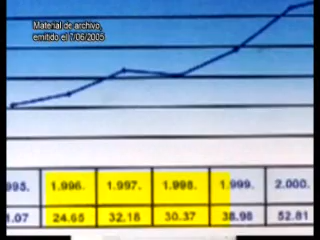 Material de archivo,
emitido el 7/06/2005
995. 1.996. 1.997. 1.998. 1.999. 2.000.
1.07 24.65 32.18 30.37 38.98 52.81